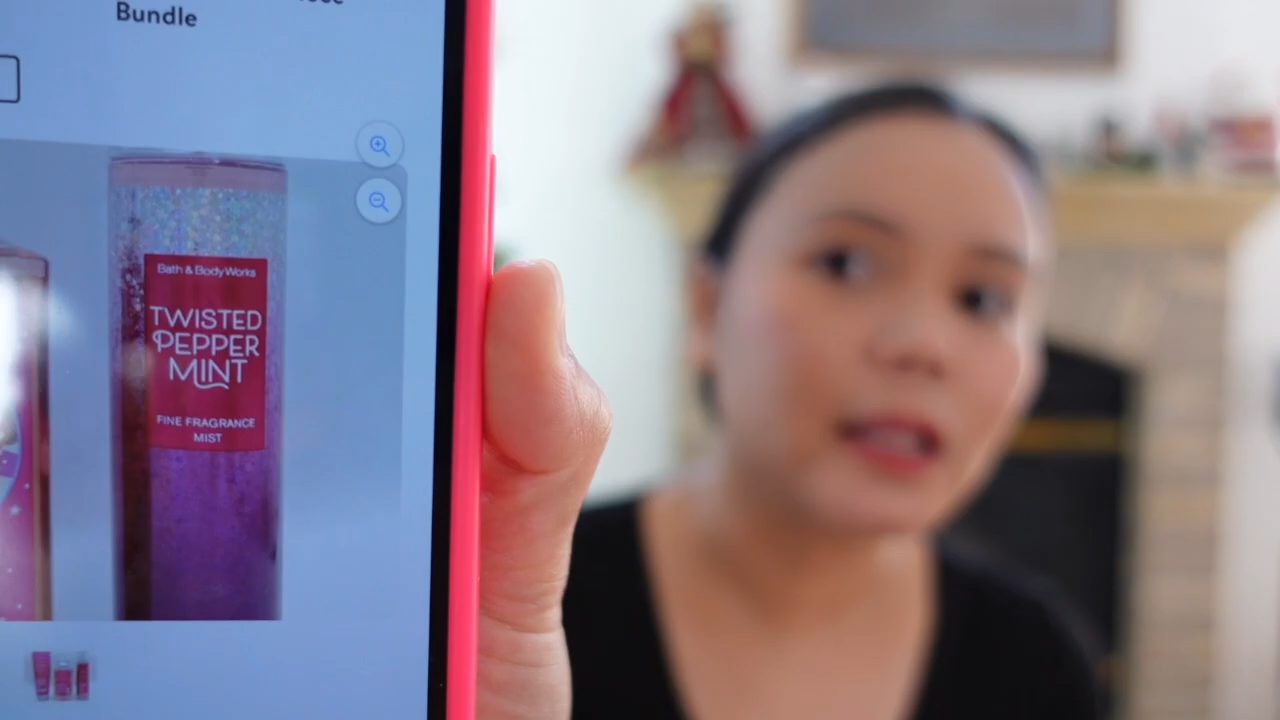 Bundle
Bath & Body Works
TWISTED
PEPPER
MINT
FINE FRAGRANCE
MIST